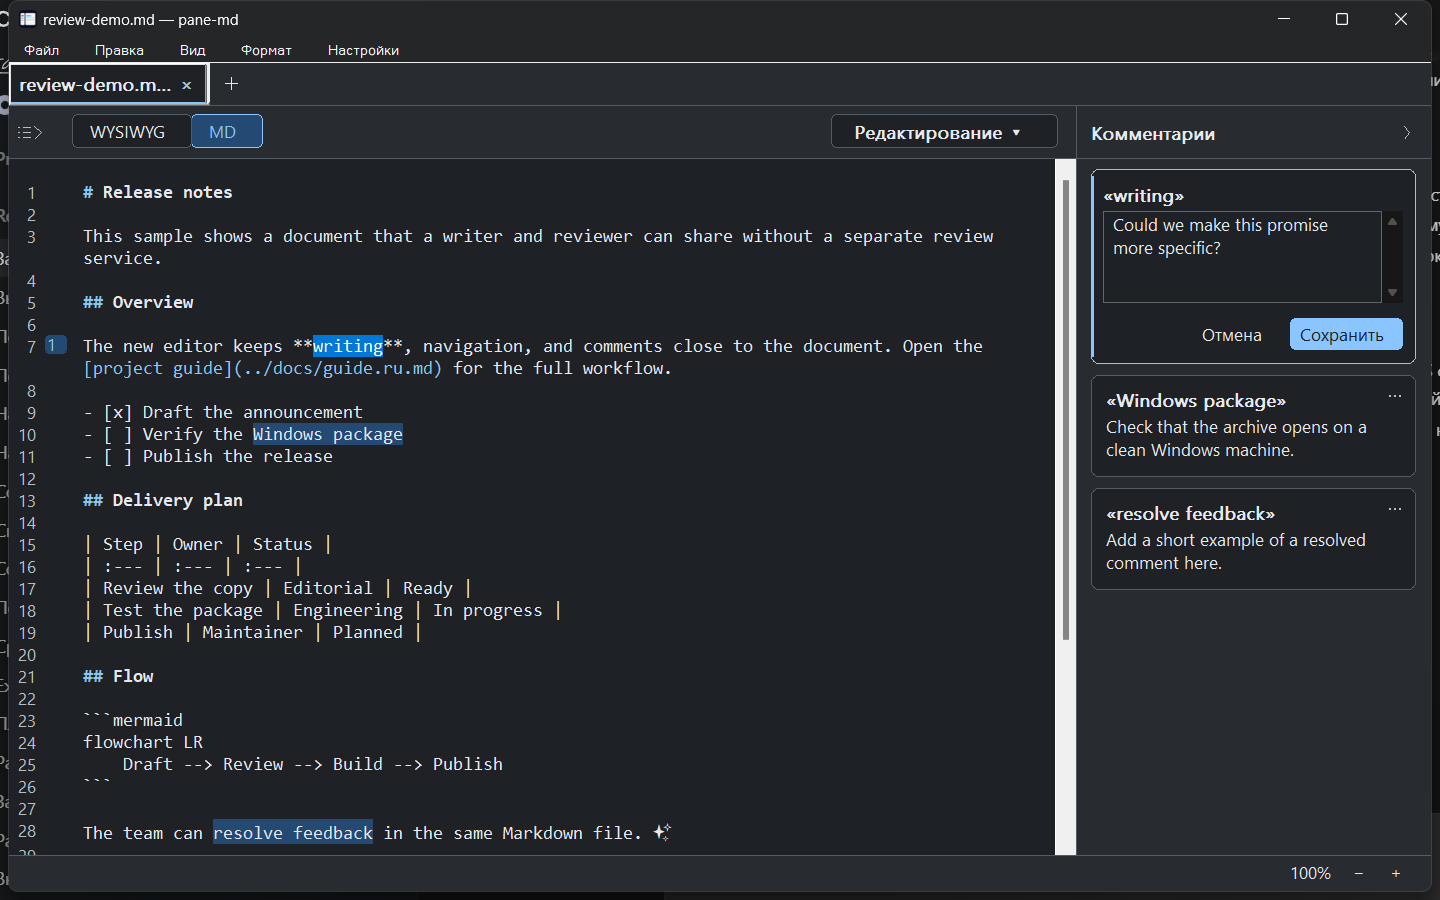 review-demo.md — pane-md
Файл Правка Вид Формат Настройки
review-demo.m... × +
WYSIWYG MD Редактирование ▾
1 # Release notes
2
3 This sample shows a document that a writer and reviewer can share without a separate review
service.
4
5 ## Overview
6
7 1 The new editor keeps **writing**, navigation, and comments close to the document. Open the
[project guide](../docs/guide.ru.md) for the full workflow.
8
9 - [x] Draft the announcement
10 - [ ] Verify the Windows package
11 - [ ] Publish the release
12
13 ## Delivery plan
14
15 | Step | Owner | Status |
16 | :--- | :--- | :--- |
17 | Review the copy | Editorial | Ready |
18 | Test the package | Engineering | In progress |
19 | Publish | Maintainer | Planned |
20
21 ## Flow
22
23 ```mermaid
24 flowchart LR
25     Draft --> Review --> Build --> Publish
26 ```
27
28 The team can resolve feedback in the same Markdown file. ✨
Комментарии
«writing»
Could we make this promise
more specific?
Отмена Сохранить
«Windows package» ...
Check that the archive opens on a
clean Windows machine.
«resolve feedback» ...
Add a short example of a resolved
comment here.
100% − +